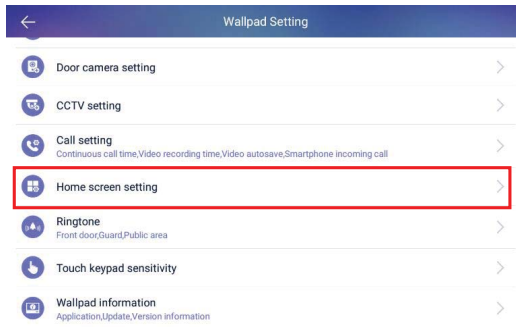 Wallpad Setting
Door camera setting
CCTV setting
Call setting
Continuous call time,Video recording time,Video autosave,Smartphone incoming call
Home screen setting
Ringtone
Front door,Guard,Public area
Touch keypad sensitivity
Wallpad information
Application,Update,Version information